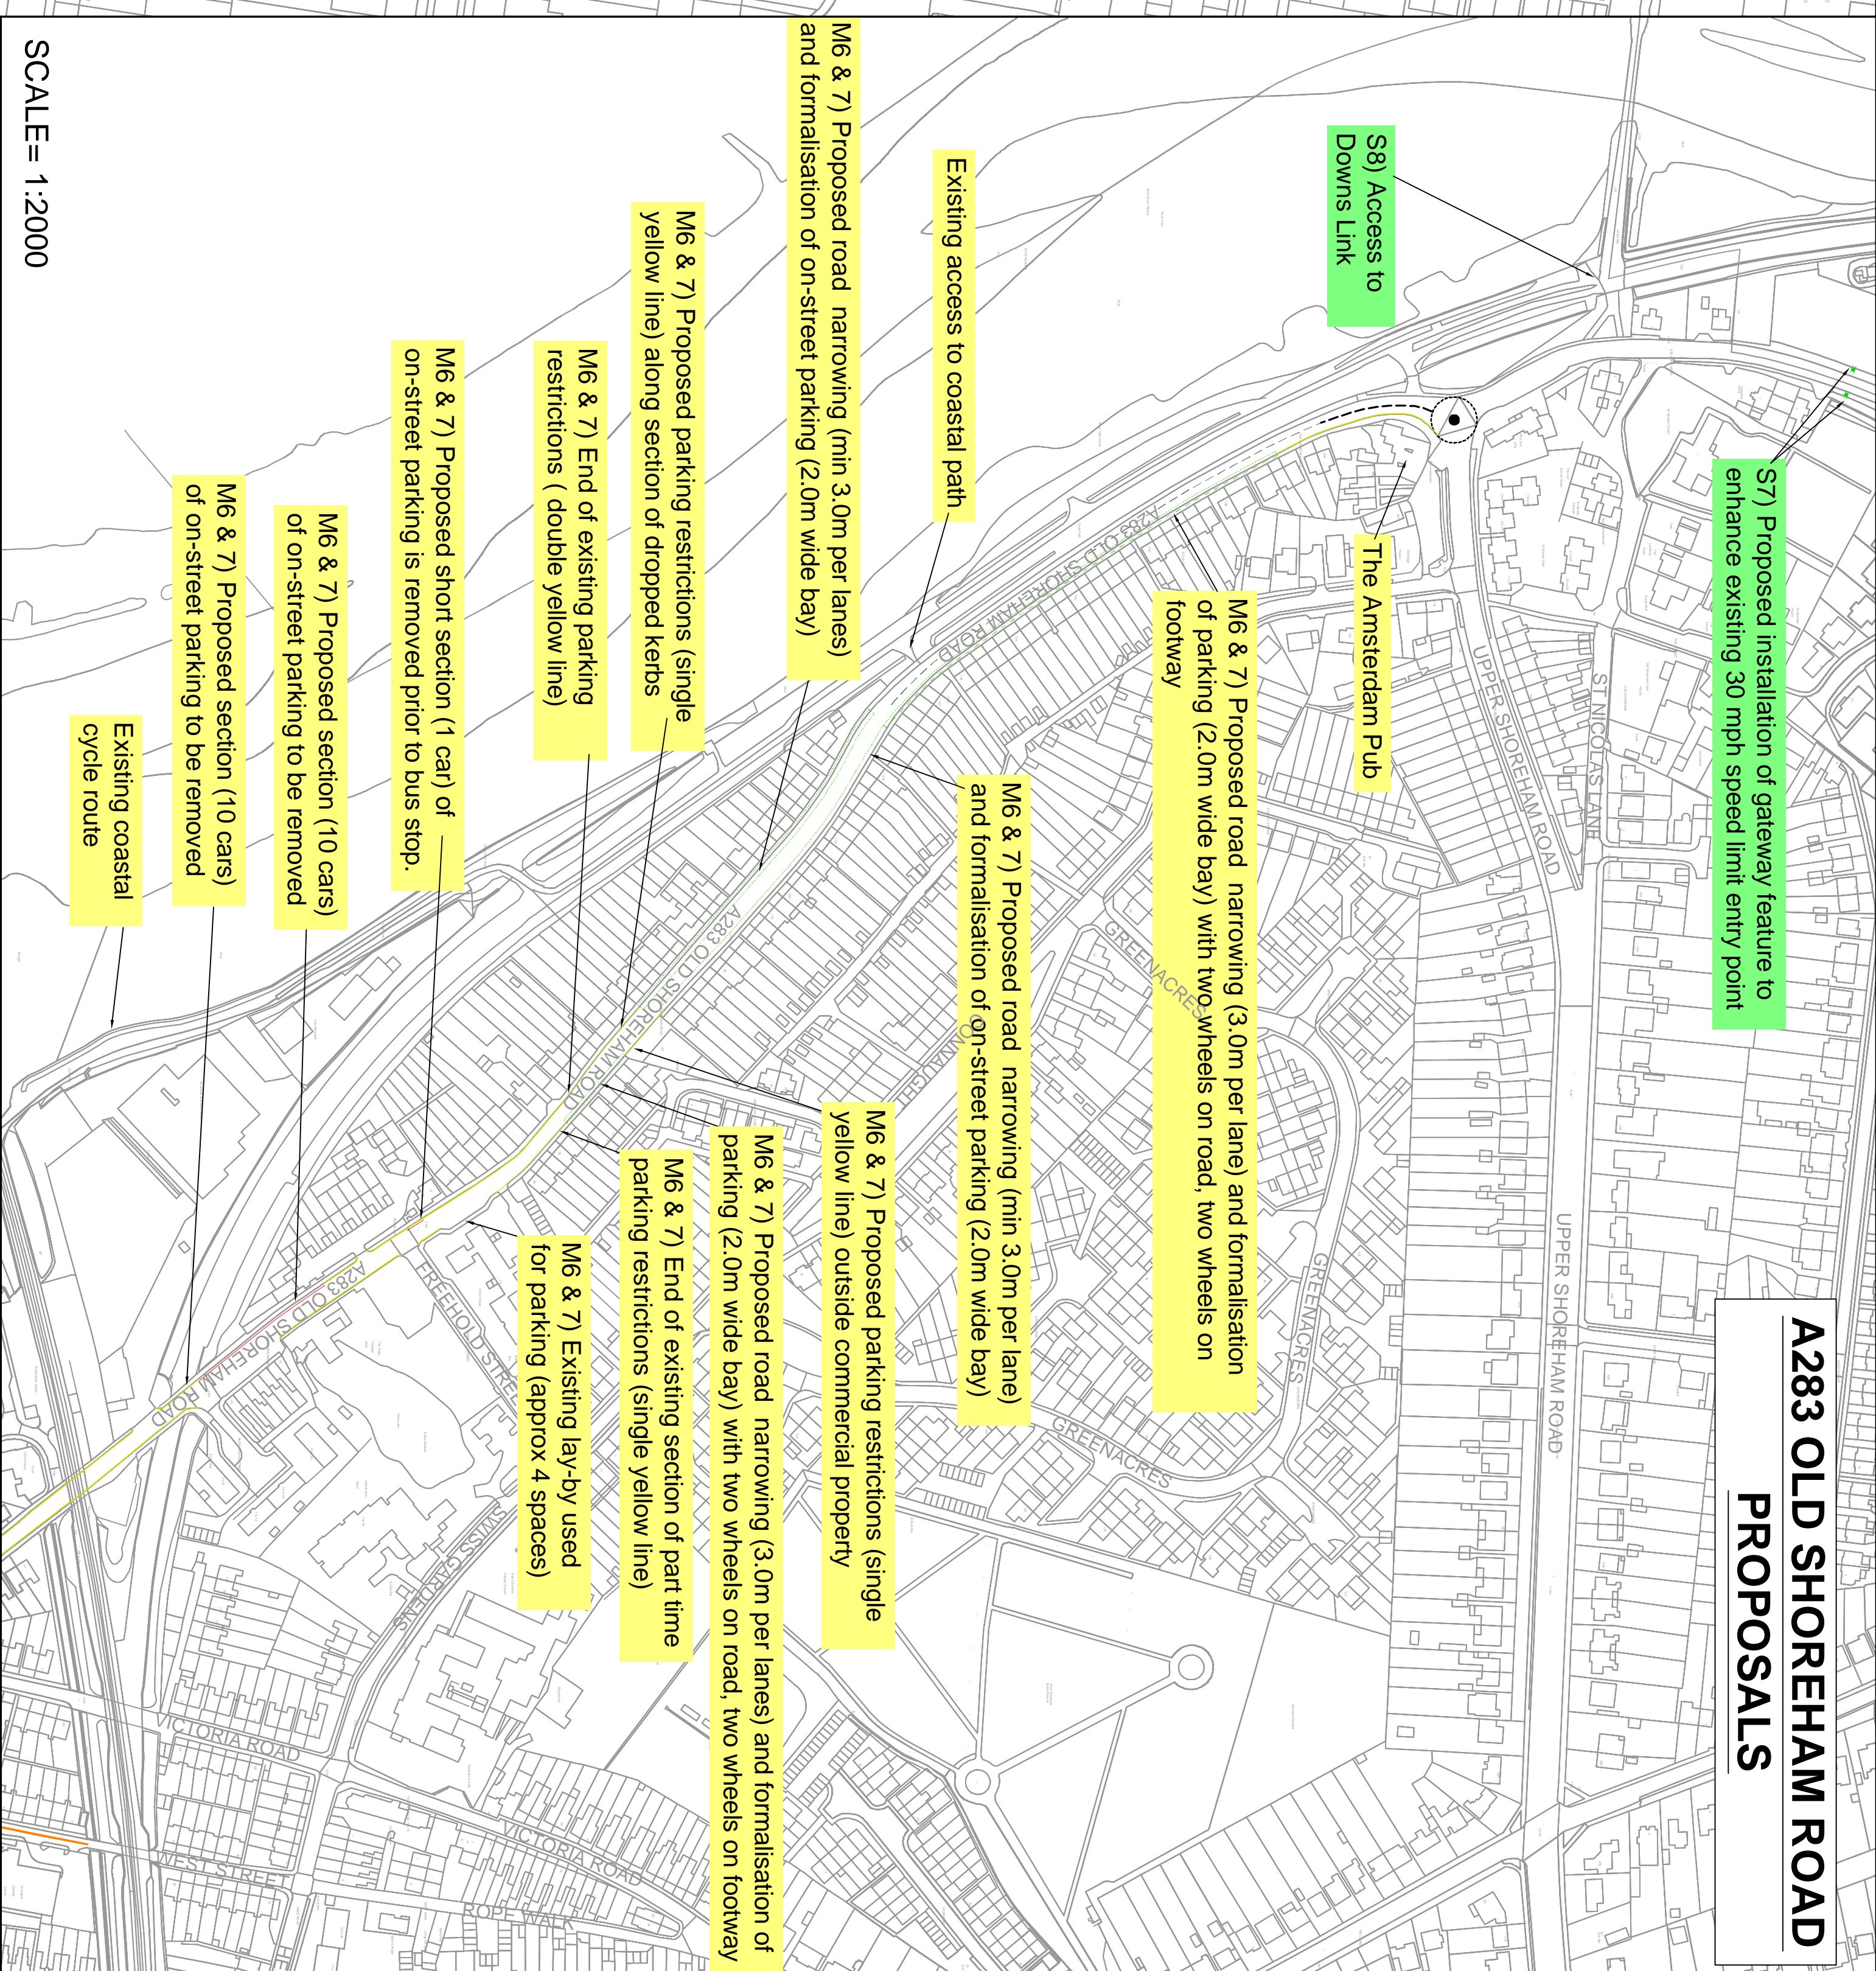 A283 OLD SHOREHAM ROAD
PROPOSALS
S7) Proposed installation of gateway feature to
enhance existing 30 mph speed limit entry point
S8) Access to
Downs Link
The Amsterdam Pub
M6 & 7) Proposed road narrowing (3.0m per lane) and formalisation
of parking (2.0m wide bay) with two wheels on road, two wheels on
footway
Existing access to coastal path
M6 & 7) Proposed road narrowing (min 3.0m per lane)
and formalisation of on-street parking (2.0m wide bay)
M6 & 7) Proposed road narrowing (min 3.0m per lanes)
and formalisation of on-street parking (2.0m wide bay)
M6 & 7) Proposed parking restrictions (single
yellow line) outside commercial property
M6 & 7) Proposed road narrowing (3.0m per lanes) and formalisation of
parking (2.0m wide bay) with two wheels on road, two wheels on footway
M6 & 7) Proposed parking restrictions (single
yellow line) along section of dropped kerbs
M6 & 7) End of existing section of part time
parking restrictions (single yellow line)
M6 & 7) End of existing parking
restrictions ( double yellow line)
M6 & 7) Existing lay-by used
for parking (approx 4 spaces)
M6 & 7) Proposed short section (1 car) of
on-street parking is removed prior to bus stop.
M6 & 7) Proposed section (10 cars)
of on-street parking to be removed
M6 & 7) Proposed section (10 cars)
of on-street parking to be removed
Existing coastal
cycle route
SCALE= 1:2000
ST NICOLAS LANE
UPPER SHOREHAM ROAD
UPPER SHOREHAM ROAD
A283 OLD SHOREHAM ROAD
A283 OLD SHOREHAM ROAD
A283 OLD SHOREHAM ROAD
GREENACRES
GREENACRES
GREENACRES
FREEHOLD STREET
SWISS GARDENS
VICTORIA ROAD
VICTORIA ROAD
WEST STREET
ROPE WALK